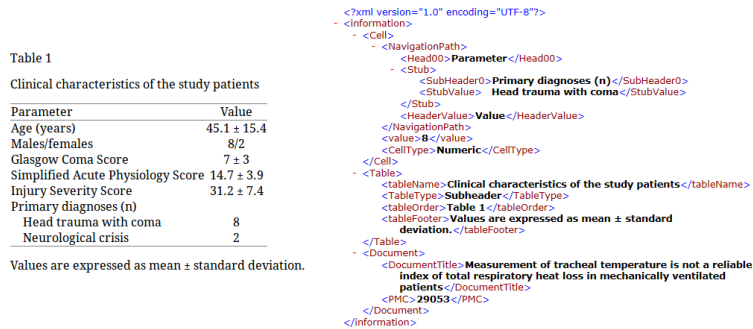 Table 1
Clinical characteristics of the study patients
Parameter Value
Age (years) 45.1 ± 15.4
Males/females 8/2
Glasgow Coma Score 7 ± 3
Simplified Acute Physiology Score 14.7 ± 3.9
Injury Severity Score 31.2 ± 7.4
Primary diagnoses (n)
Head trauma with coma 8
Neurological crisis 2
Values are expressed as mean ± standard deviation.
<?xml version="1.0" encoding="UTF-8"?>
- <information>
- <Cell>
- <NavigationPath>
<Head00>Parameter</Head00>
- <Stub>
<SubHeader0>Primary diagnoses (n)</SubHeader0>
<StubValue> Head trauma with coma</StubValue>
</Stub>
<HeaderValue>Value</HeaderValue>
</NavigationPath>
<value>8</value>
<CellType>Numeric</CellType>
</Cell>
- <Table>
<tableName>Clinical characteristics of the study patients</tableName>
<TableType>Subheader</TableType>
<tableOrder>Table 1</tableOrder>
<tableFooter>Values are expressed as mean ± standard
deviation.</tableFooter>
</Table>
- <Document>
<DocumentTitle>Measurement of tracheal temperature is not a reliable
index of total respiratory heat loss in mechanically ventilated
patients</DocumentTitle>
<PMC>29053</PMC>
</Document>
</information>